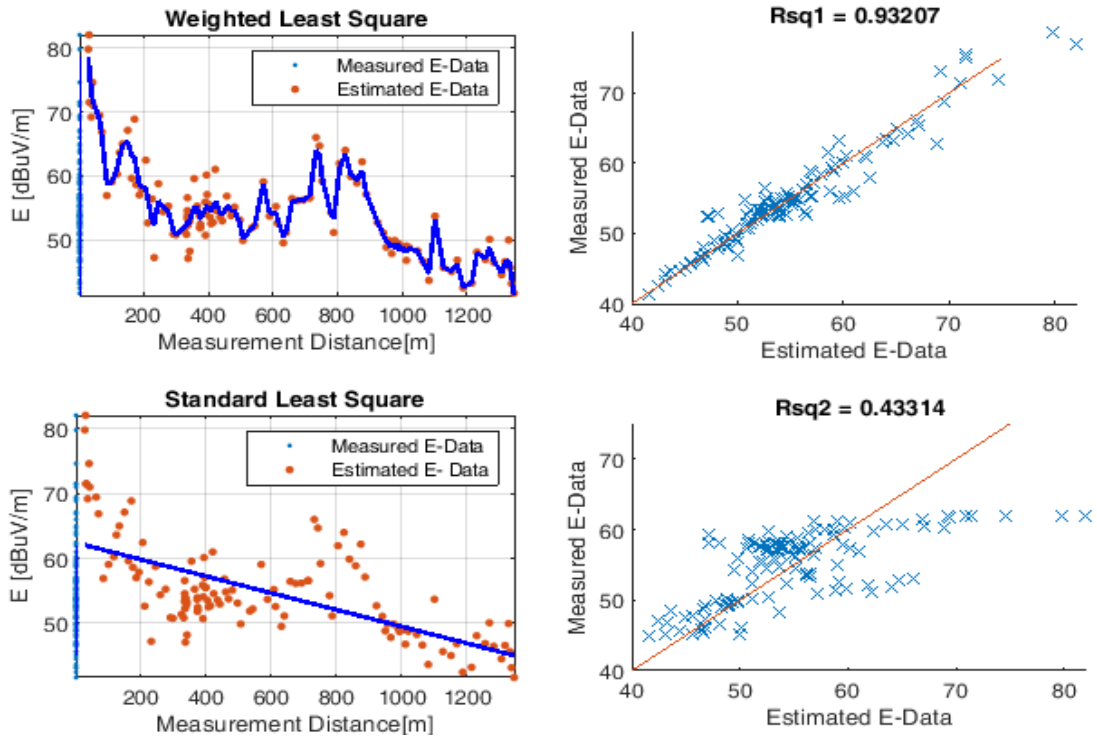 Weighted Least Square
E [dBuV/m]
80
70
60
50
Measured E-Data
Estimated E-Data
200 400 600 800 1000 1200
Measurement Distance[m]
Rsq1 = 0.93207
Measured E-Data
70
60
50
40
40 50 60 70 80
Estimated E-Data
Standard Least Square
E [dBuV/m]
80
70
60
50
Measured E-Data
Estimated E- Data
200 400 600 800 1000 1200
Measurement Distance[m]
Rsq2 = 0.43314
Measured E-Data
70
60
50
40
40 50 60 70 80
Estimated E-Data